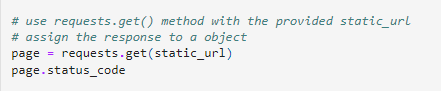 # use requests.get() method with the provided static_url
# assign the response to a object
page = requests.get(static_url)
page.status_code